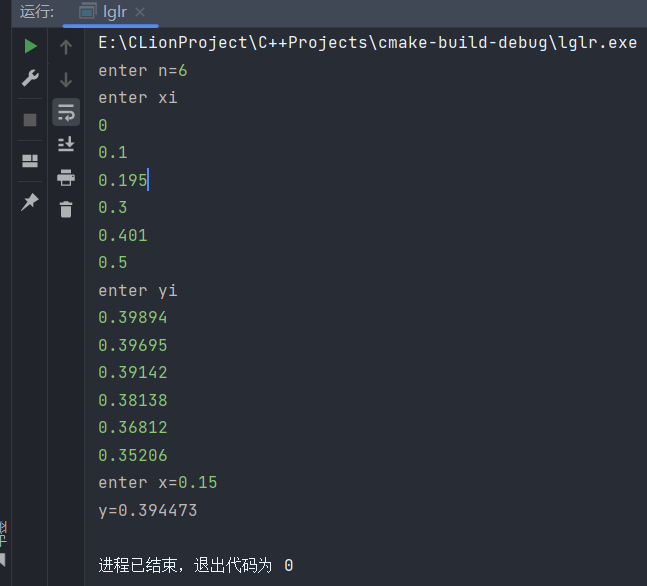 运行: lglr
E:\CLionProject\C++Projects\cmake-build-debug\lglr.exe
enter n=6
enter xi
0
0.1
0.195
0.3
0.401
0.5
enter yi
0.39894
0.39695
0.39142
0.38138
0.36812
0.35206
enter x=0.15
y=0.394473
进程已结束，退出代码为 0